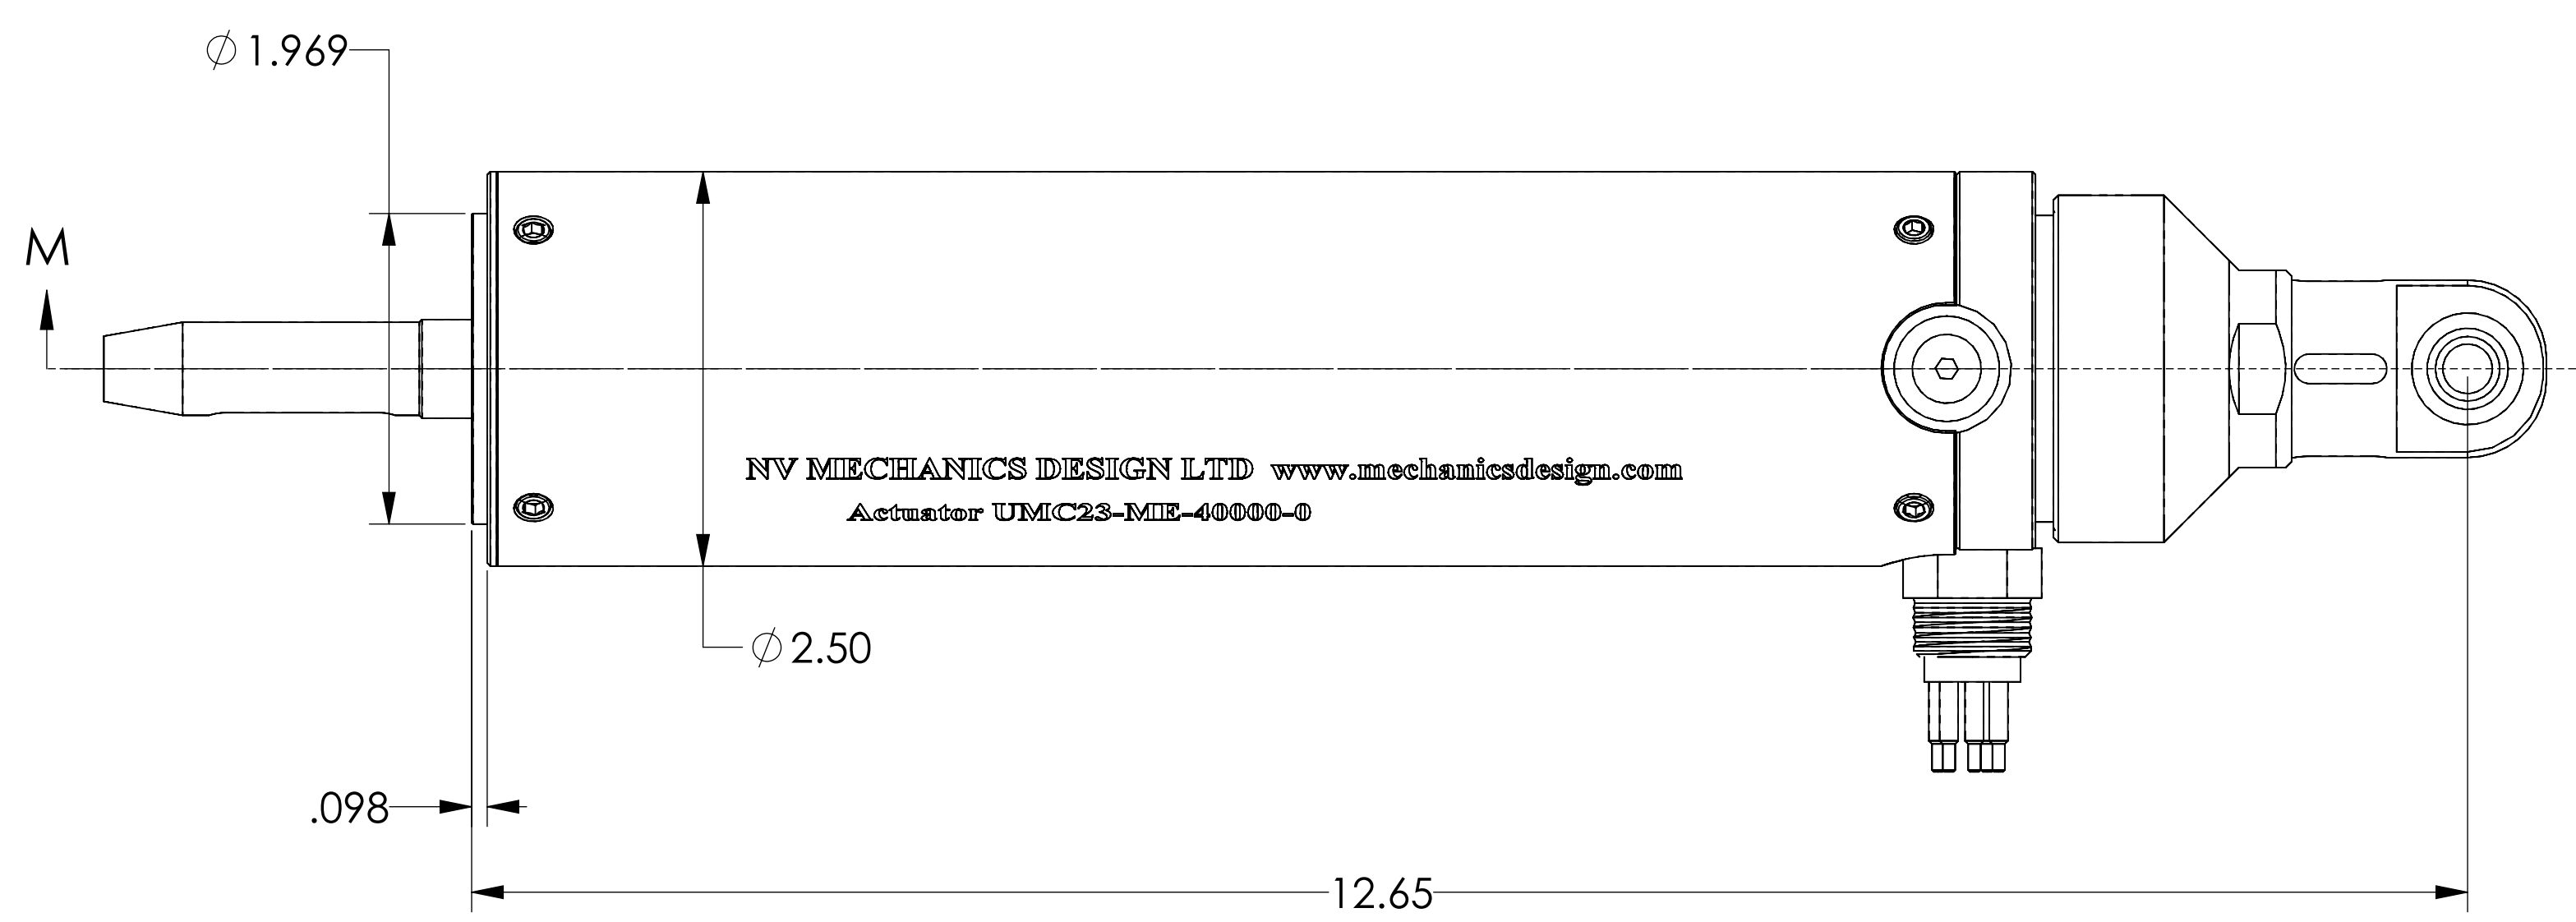 ∅ 1.969
M
NV MECHANICS DESIGN LTD www.mechanicsdesign.com
Actuator UMC23-ME-40000-0
∅ 2.50
.098
12.65